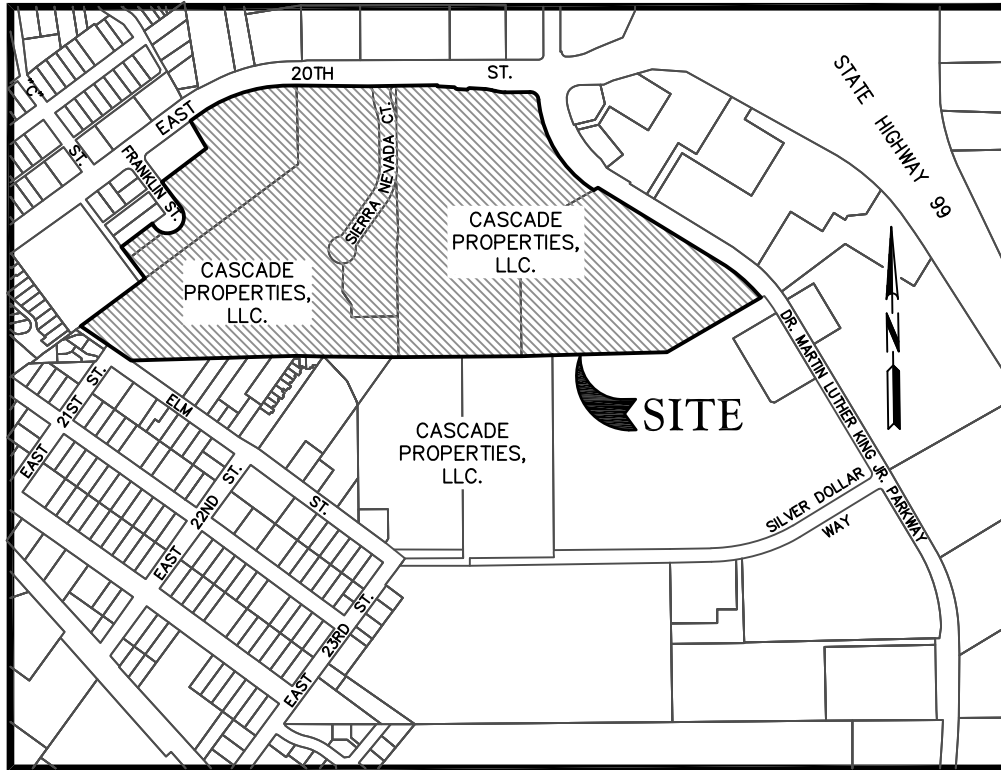 20TH ST.
EAST
"C"
ST.
FRANKLIN ST.
SIERRA NEVADA CT.
STATE HIGHWAY 99
CASCADE
PROPERTIES,
LLC.
CASCADE
PROPERTIES,
LLC.
N
DR. MARTIN LUTHER KING JR. PARKWAY
SITE
CASCADE
PROPERTIES,
LLC.
EAST 21ST ST.
ELM ST.
EAST 22ND ST.
SILVER DOLLAR
WAY
EAST 23RD ST.